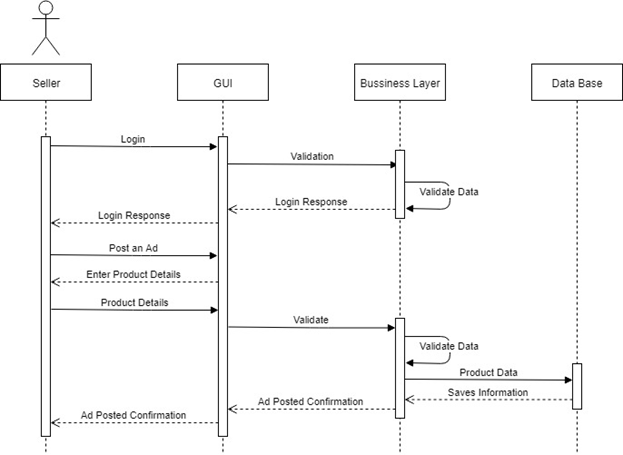 Seller
GUI
Bussiness Layer
Data Base
Login
Validation
Validate Data
Login Response
Login Response
Post an Ad
Enter Product Details
Product Details
Validate
Validate Data
Product Data
Saves Information
Ad Posted Confirmation
Ad Posted Confirmation